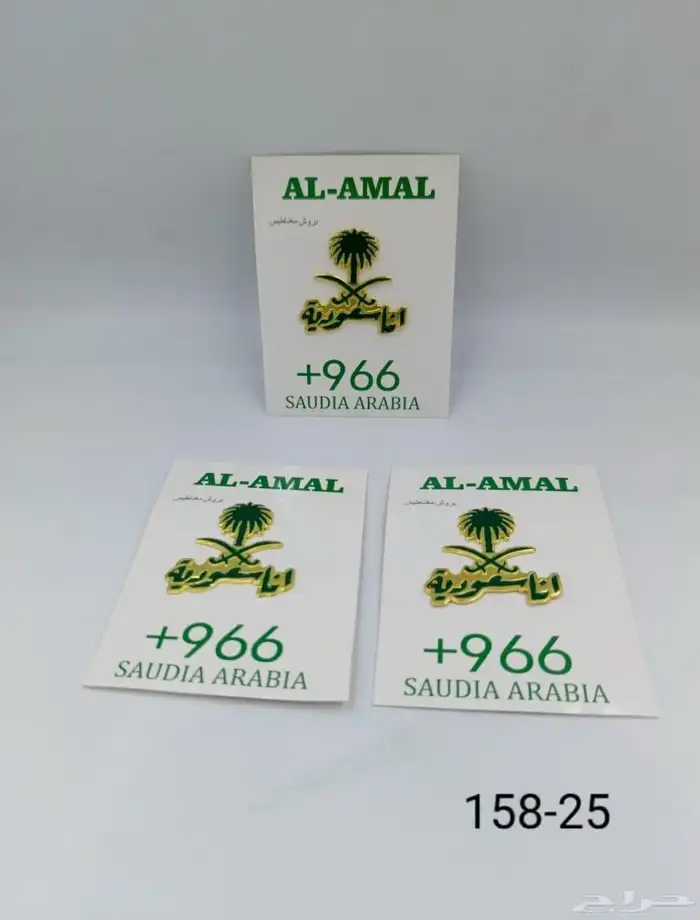 AL-AMAL
بروش مغناطيس
انا سعودية
+966
SAUDIA ARABIA
AL-AMAL
بروش مغناطيس
انا سعودية
+966
SAUDIA ARABIA
AL-AMAL
بروش مغناطيس
انا سعودية
+966
SAUDIA ARABIA
158-25
حراج